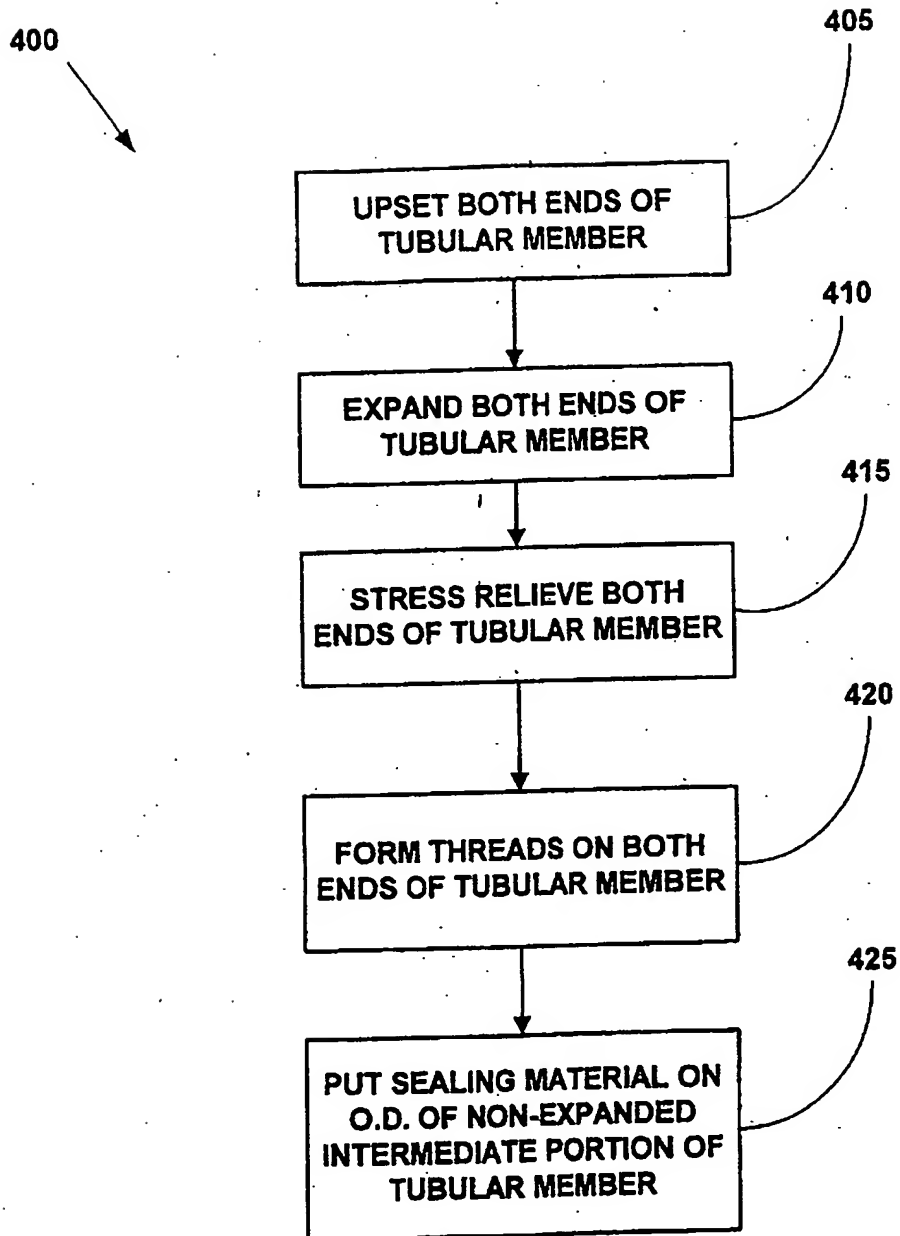 400
405
UPSET BOTH ENDS OF
TUBULAR MEMBER
410
EXPAND BOTH ENDS OF
TUBULAR MEMBER
415
STRESS RELIEVE BOTH
ENDS OF TUBULAR MEMBER
420
FORM THREADS ON BOTH
ENDS OF TUBULAR MEMBER
425
PUT SEALING MATERIAL ON
O.D. OF NON-EXPANDED
INTERMEDIATE PORTION OF
TUBULAR MEMBER